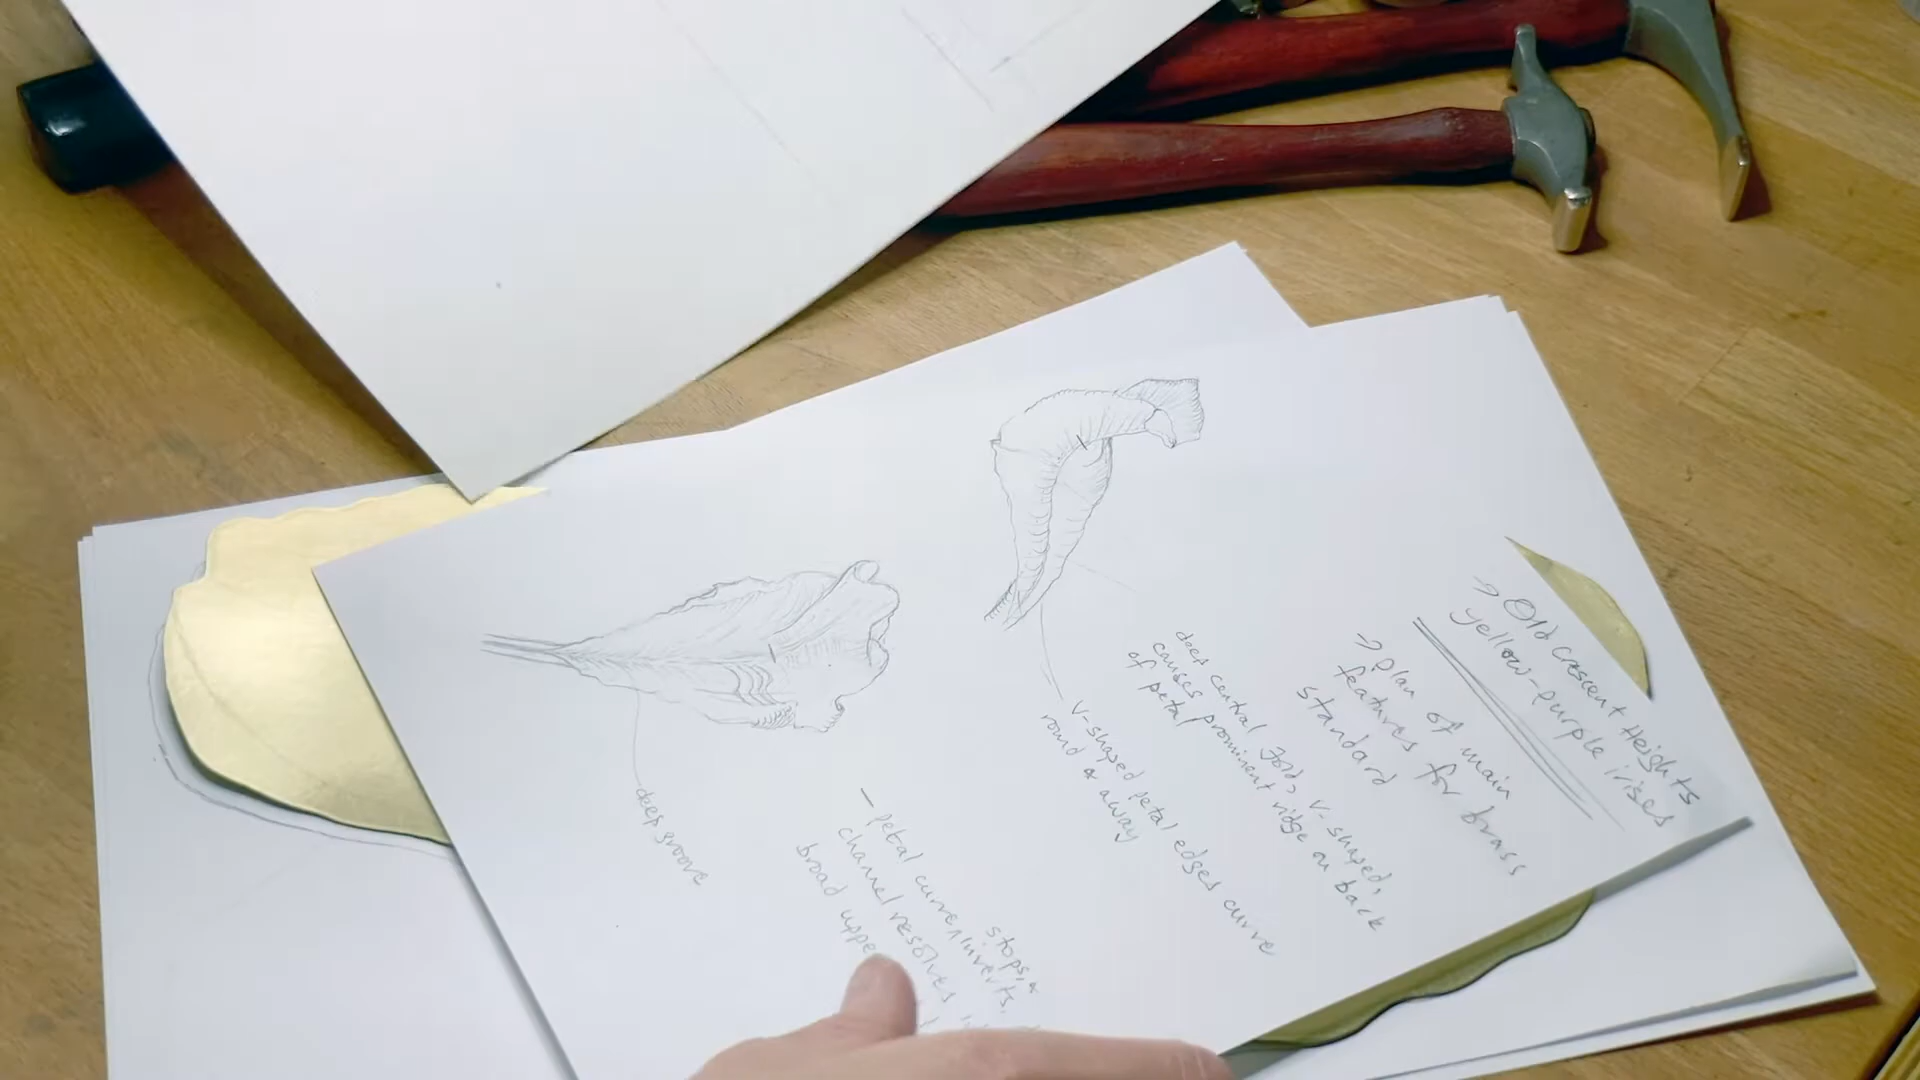 -> Old Crescent Heights
yellow-purple irises
-> Plan of main
features for brass
standard
deep central fold, V-shaped,
causes prominent ridge on back
of petal
V-shaped petal edges curve
round & away
stops, &
- petal curve inverts,
channel resolves
broad upper
deep groove